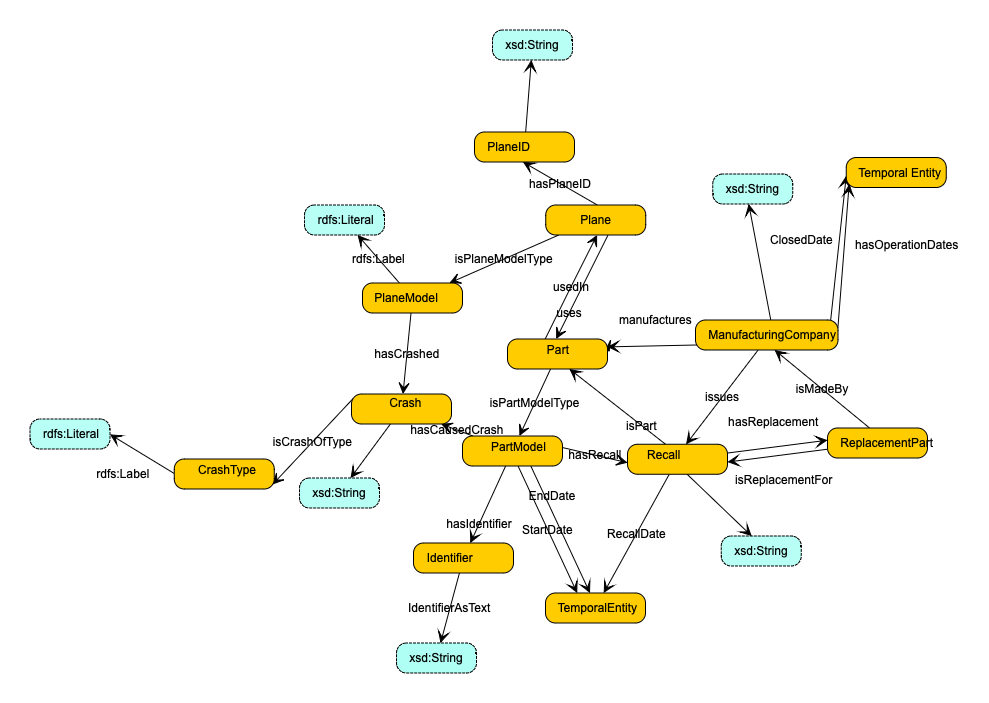 xsd:String
PlaneID
hasPlaneID
Temporal Entity
xsd:String
rdfs:Literal
Plane
ClosedDate
hasOperationDates
rdfs:Label
isPlaneModelType
usedIn
PlaneModel
uses
manufactures
ManufacturingCompany
hasCrashed
Part
isMadeBy
issues
Crash
isPartModelType
hasReplacement
isPart
hasCausedCrash
rdfs:Literal
isCrashOfType
PartModel
hasRecall
Recall
ReplacementPart
rdfs:Label
CrashType
isReplacementFor
xsd:String
EndDate
hasIdentifier
StartDate
RecallDate
xsd:String
Identifier
IdentifierAsText
TemporalEntity
xsd:String